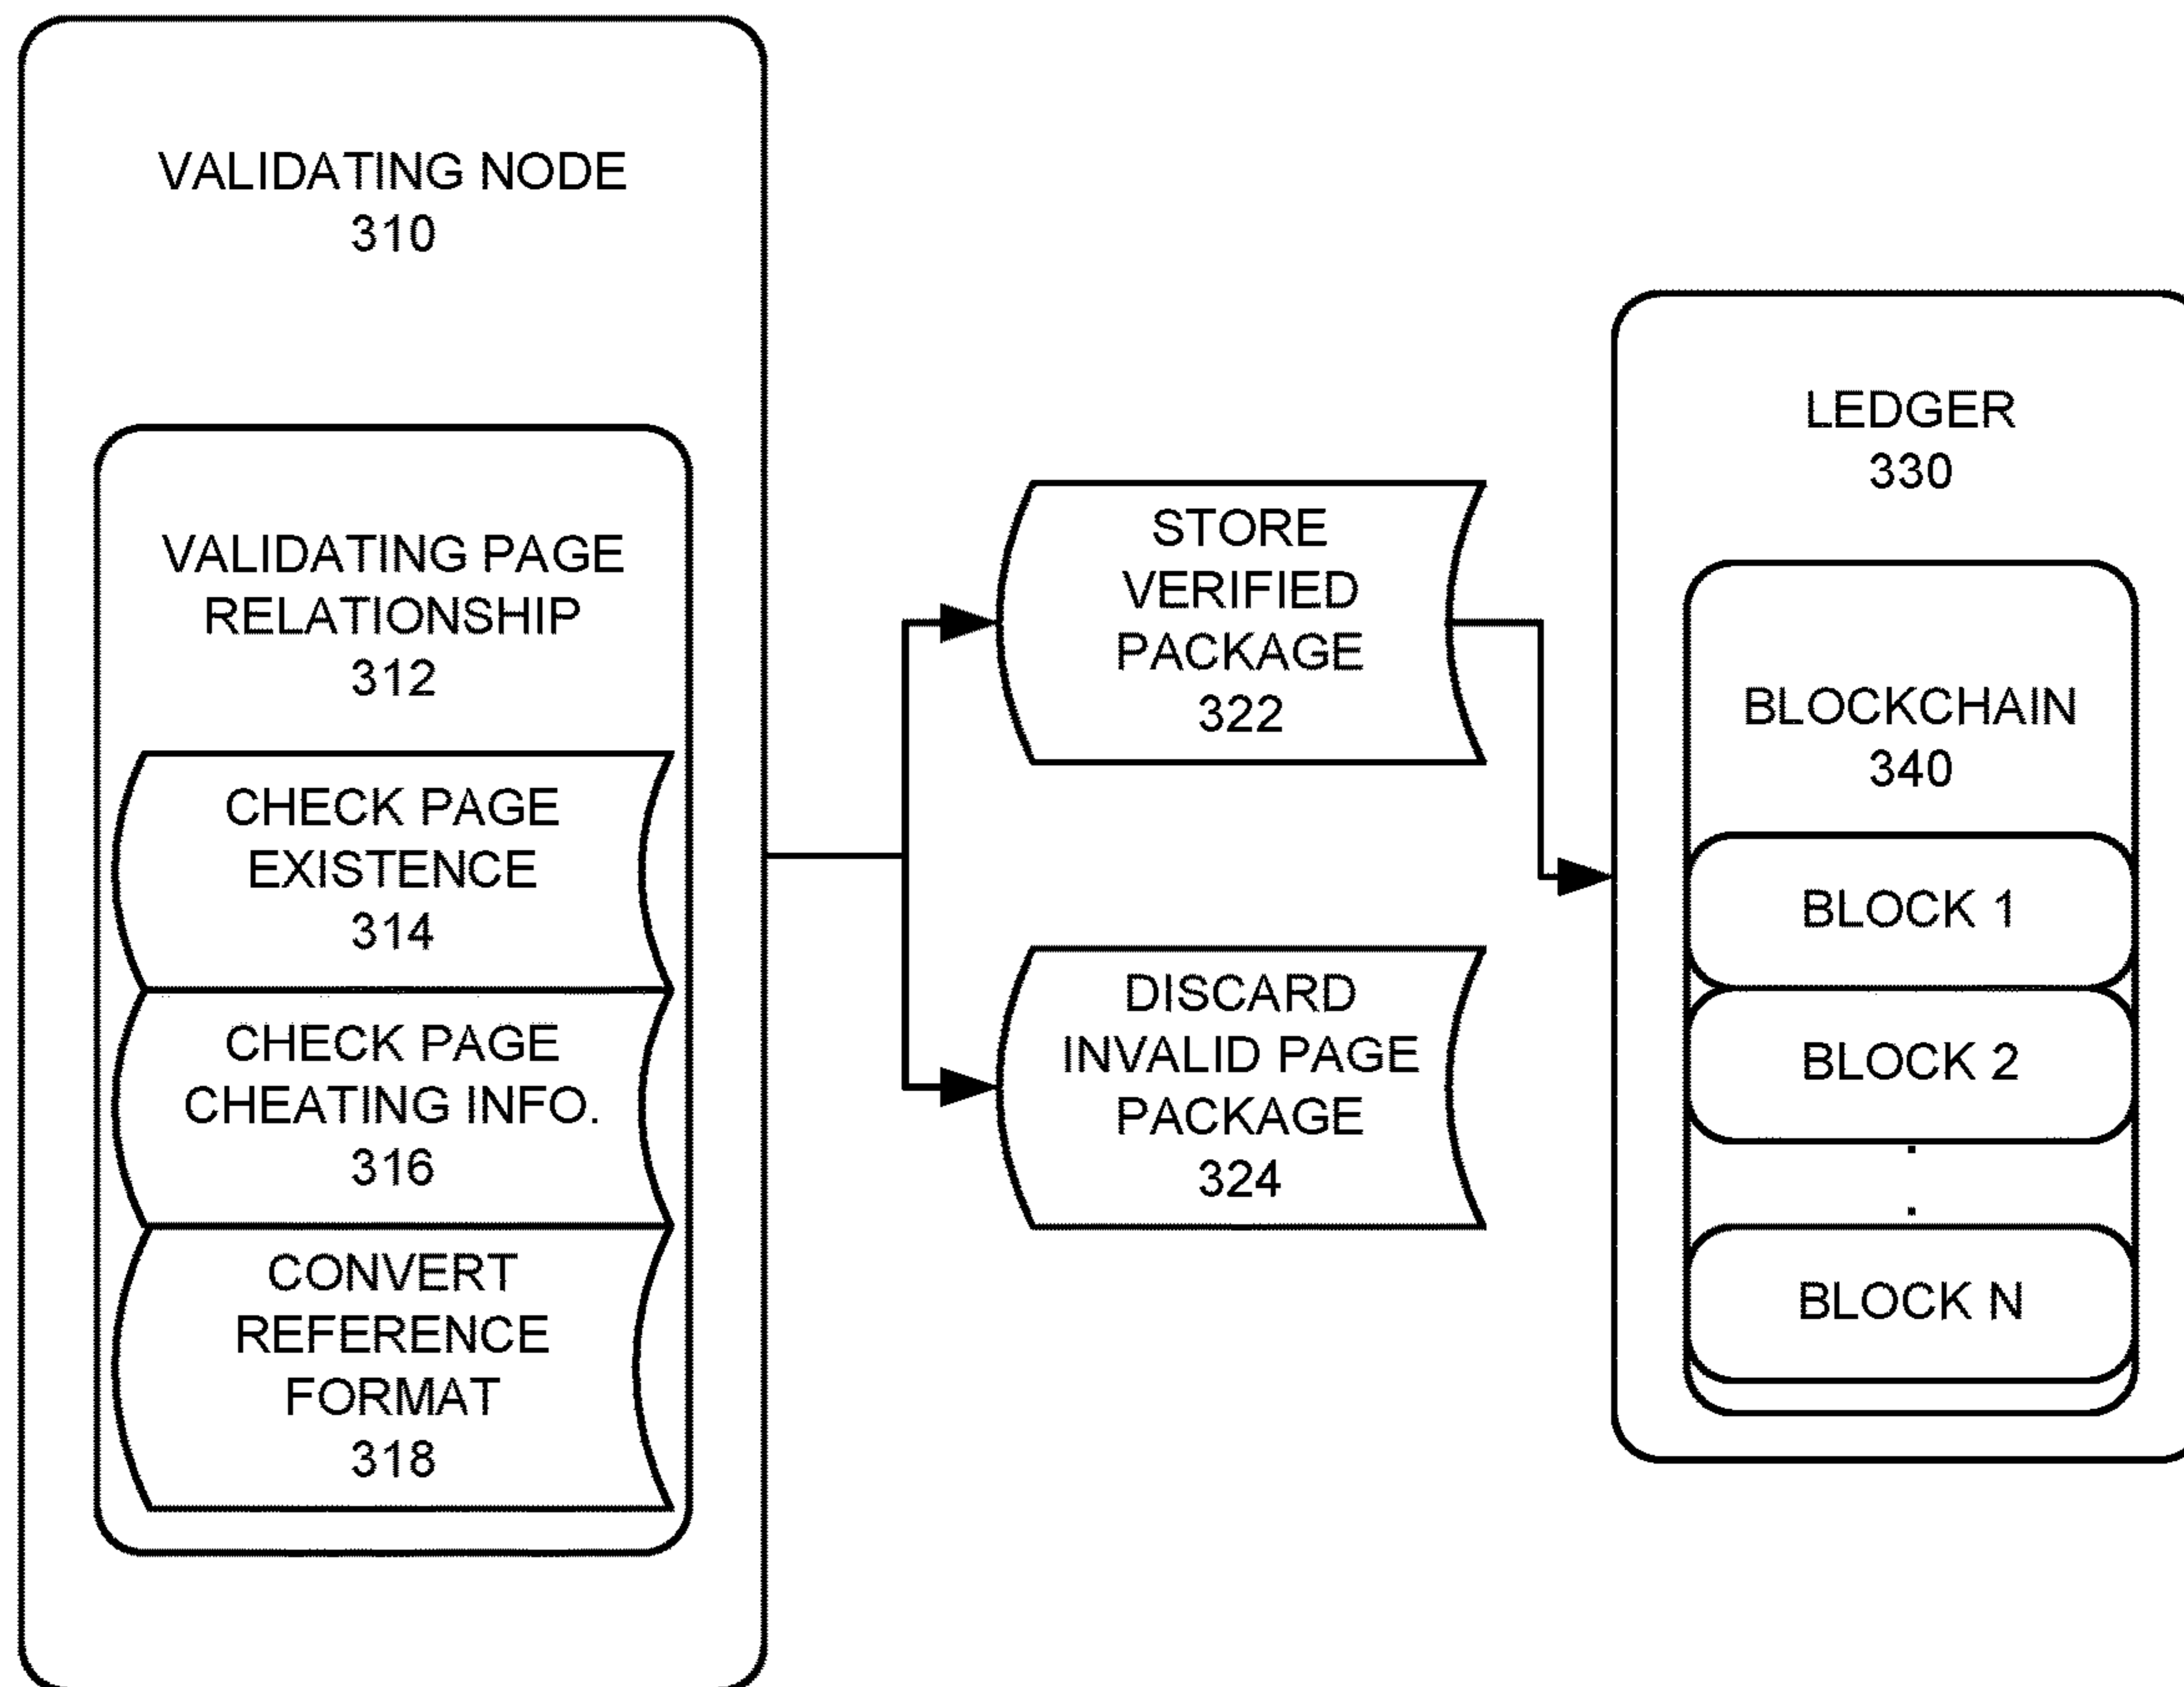 VALIDATING NODE
310
VALIDATING PAGE
RELATIONSHIP
312
CHECK PAGE
EXISTENCE
314
CHECK PAGE
CHEATING INFO.
316
CONVERT
REFERENCE
FORMAT
318
STORE
VERIFIED
PACKAGE
322
DISCARD
INVALID PAGE
PACKAGE
324
LEDGER
330
BLOCKCHAIN
340
BLOCK 1
BLOCK 2
.
.
BLOCK N